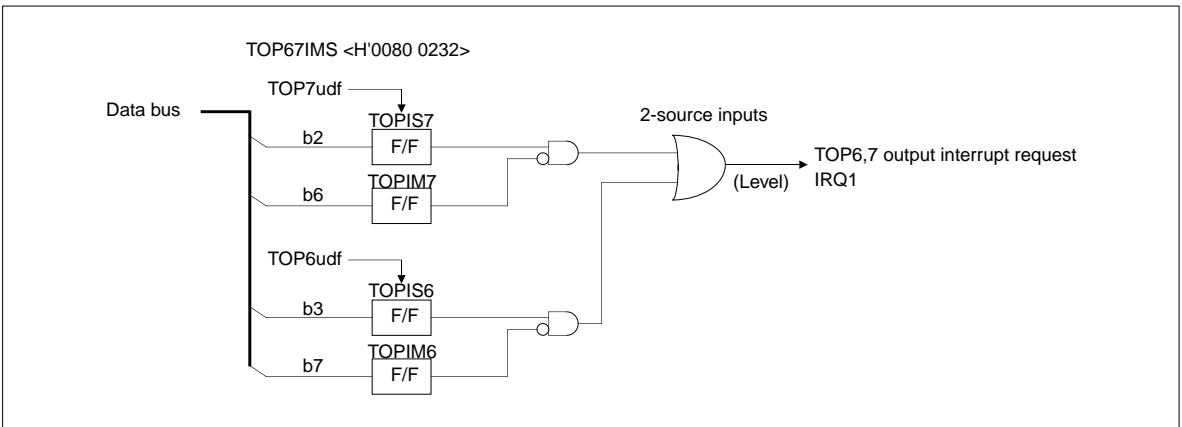 TOP67IMS <H'0080 0232>
TOP7udf
Data bus
TOPIS7
2-source inputs
b2
F/F
TOP6,7 output interrupt request
IRQ1
(Level)
TOPIM7
b6
F/F
TOP6udf
TOPIS6
b3
F/F
TOPIM6
b7
F/F